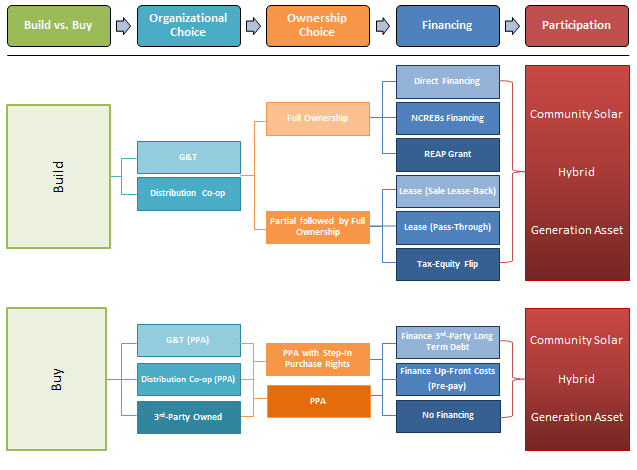 Build vs. Buy
Organizational
Choice
Ownership
Choice
Financing
Participation
Build
G&T
Distribution Co-op
Full Ownership
Partial followed by Full
Ownership
Direct Financing
NCREBs Financing
REAP Grant
Lease (Sale Lease-Back)
Lease (Pass-Through)
Tax-Equity Flip
Community Solar
Hybrid
Generation Asset
Buy
G&T (PPA)
Distribution Co-op (PPA)
3rd-Party Owned
PPA with Step-In
Purchase Rights
PPA
Finance 3rd-Party Long
Term Debt
Finance Up-Front Costs
(Pre-pay)
No Financing
Community Solar
Hybrid
Generation Asset